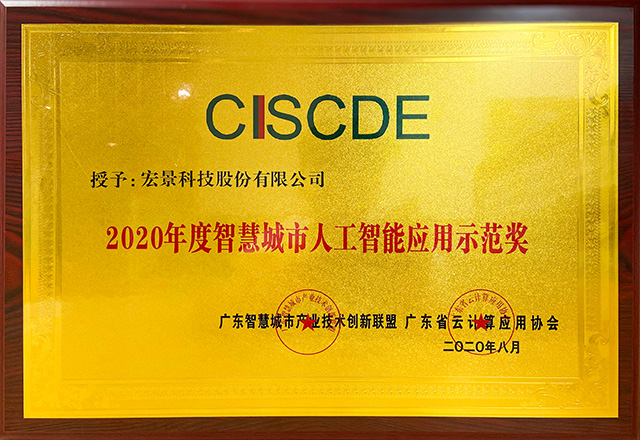 CISCDE
授予：宏景科技股份有限公司
2020年度智慧城市人工智能应用示范奖
广东智慧城市产业技术创新联盟 广东省云计算应用协会
二〇二〇年八月